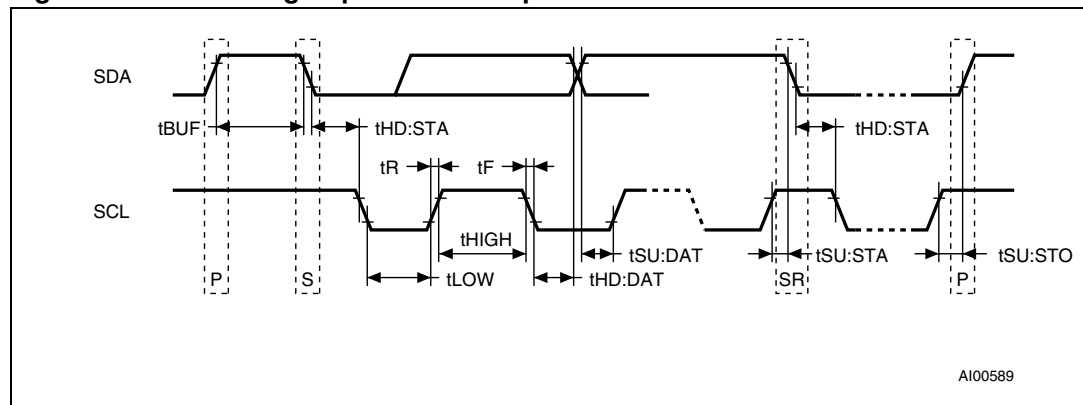 SDA
tBUF
tHD:STA
tHD:STA
tR
tF
SCL
tHIGH
tSU:DAT
tSU:STA
tSU:STO
P
S
tLOW
tHD:DAT
SR
P
AI00589